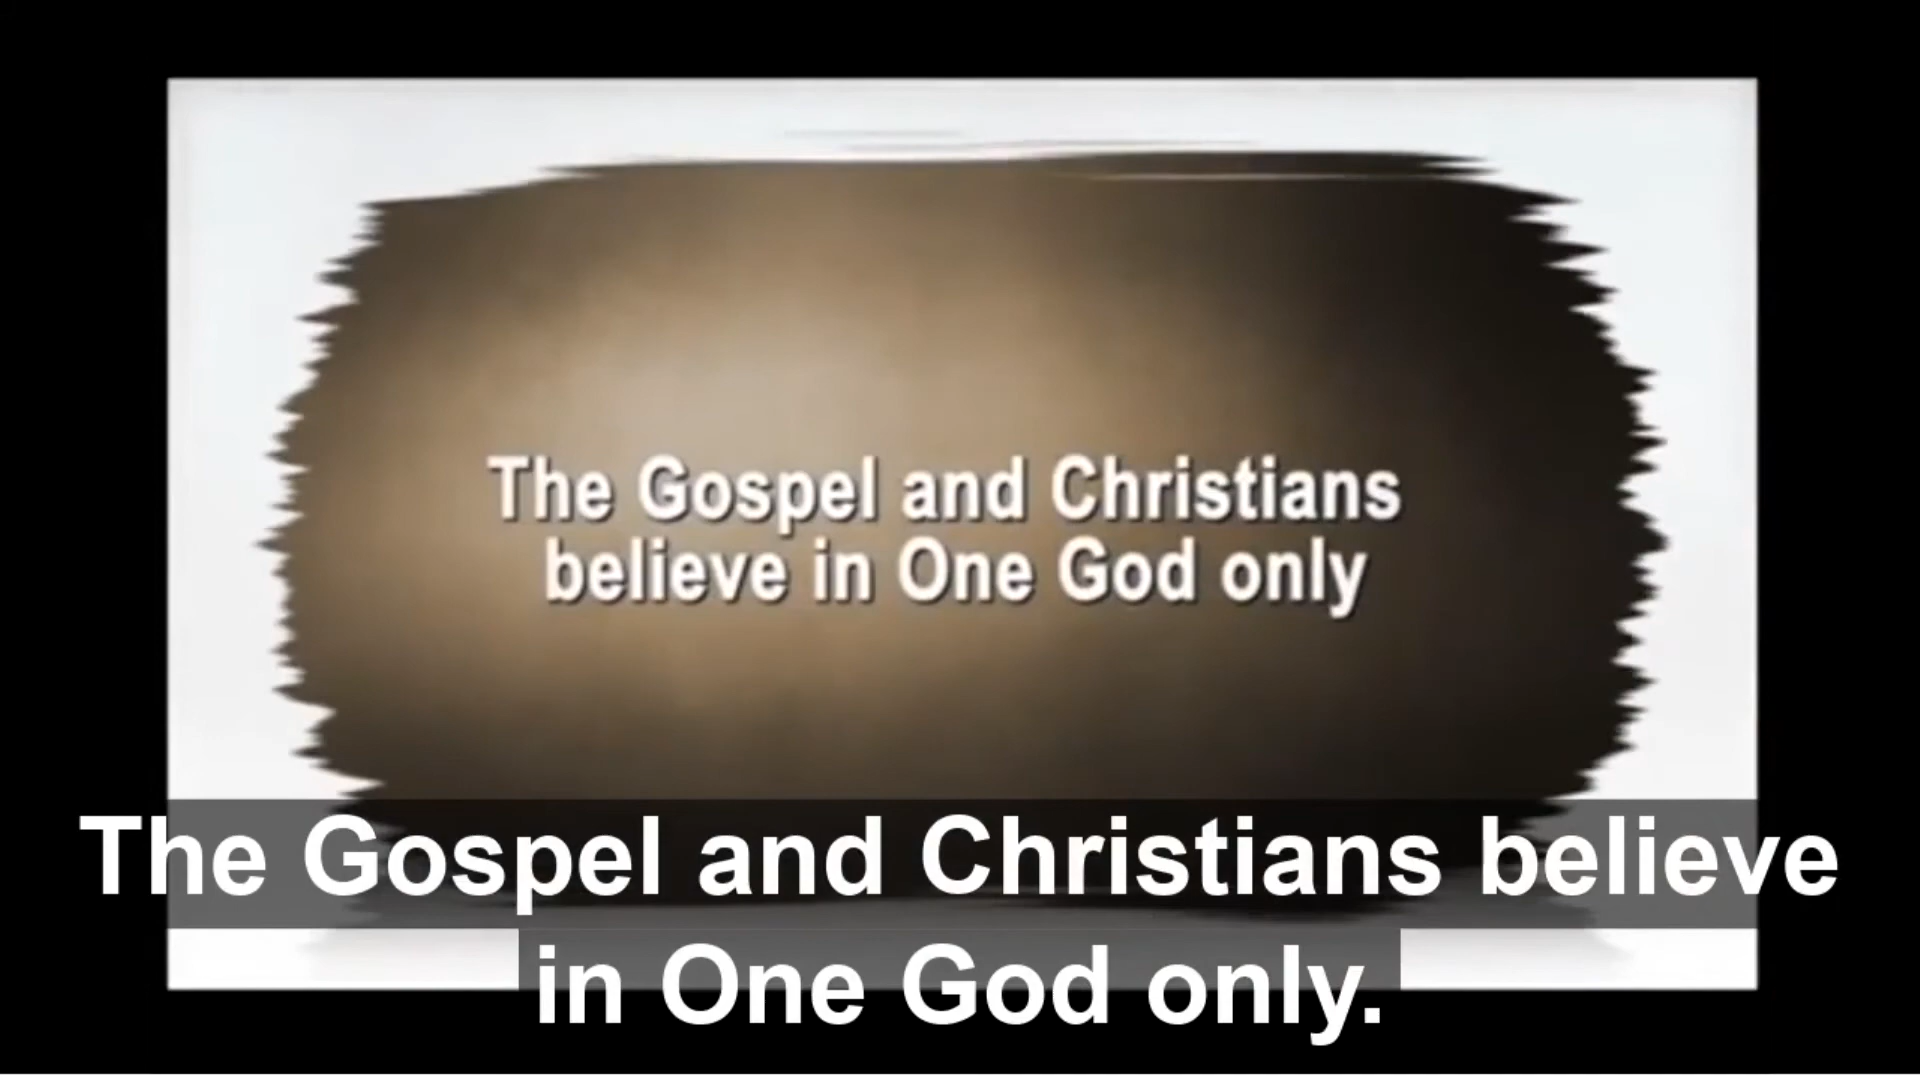 The Gospel and Christians
believe in One God only
The Gospel and Christians believe
in One God only.